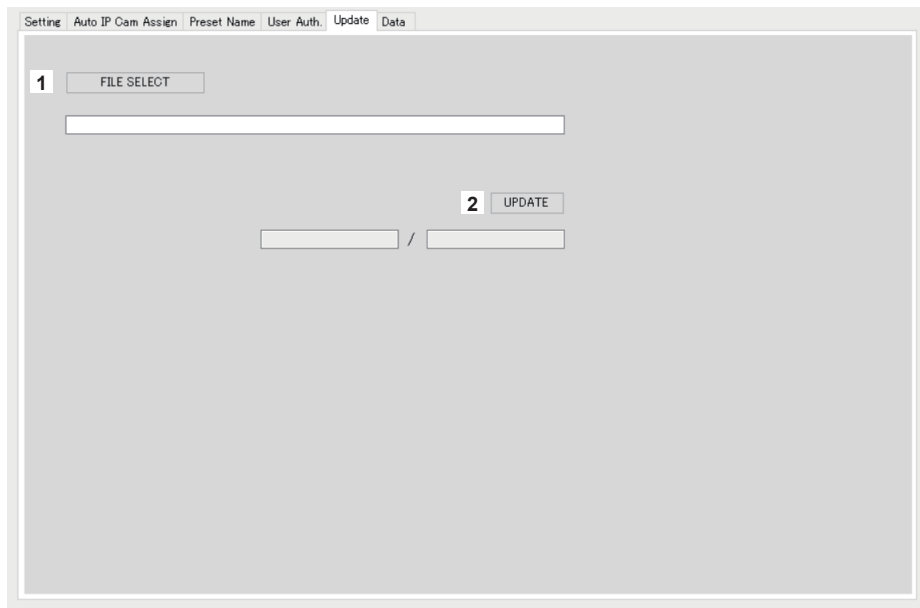 Setting Auto IP Cam Assign Preset Name User Auth. Update Data
1 FILE SELECT
2 UPDATE
/